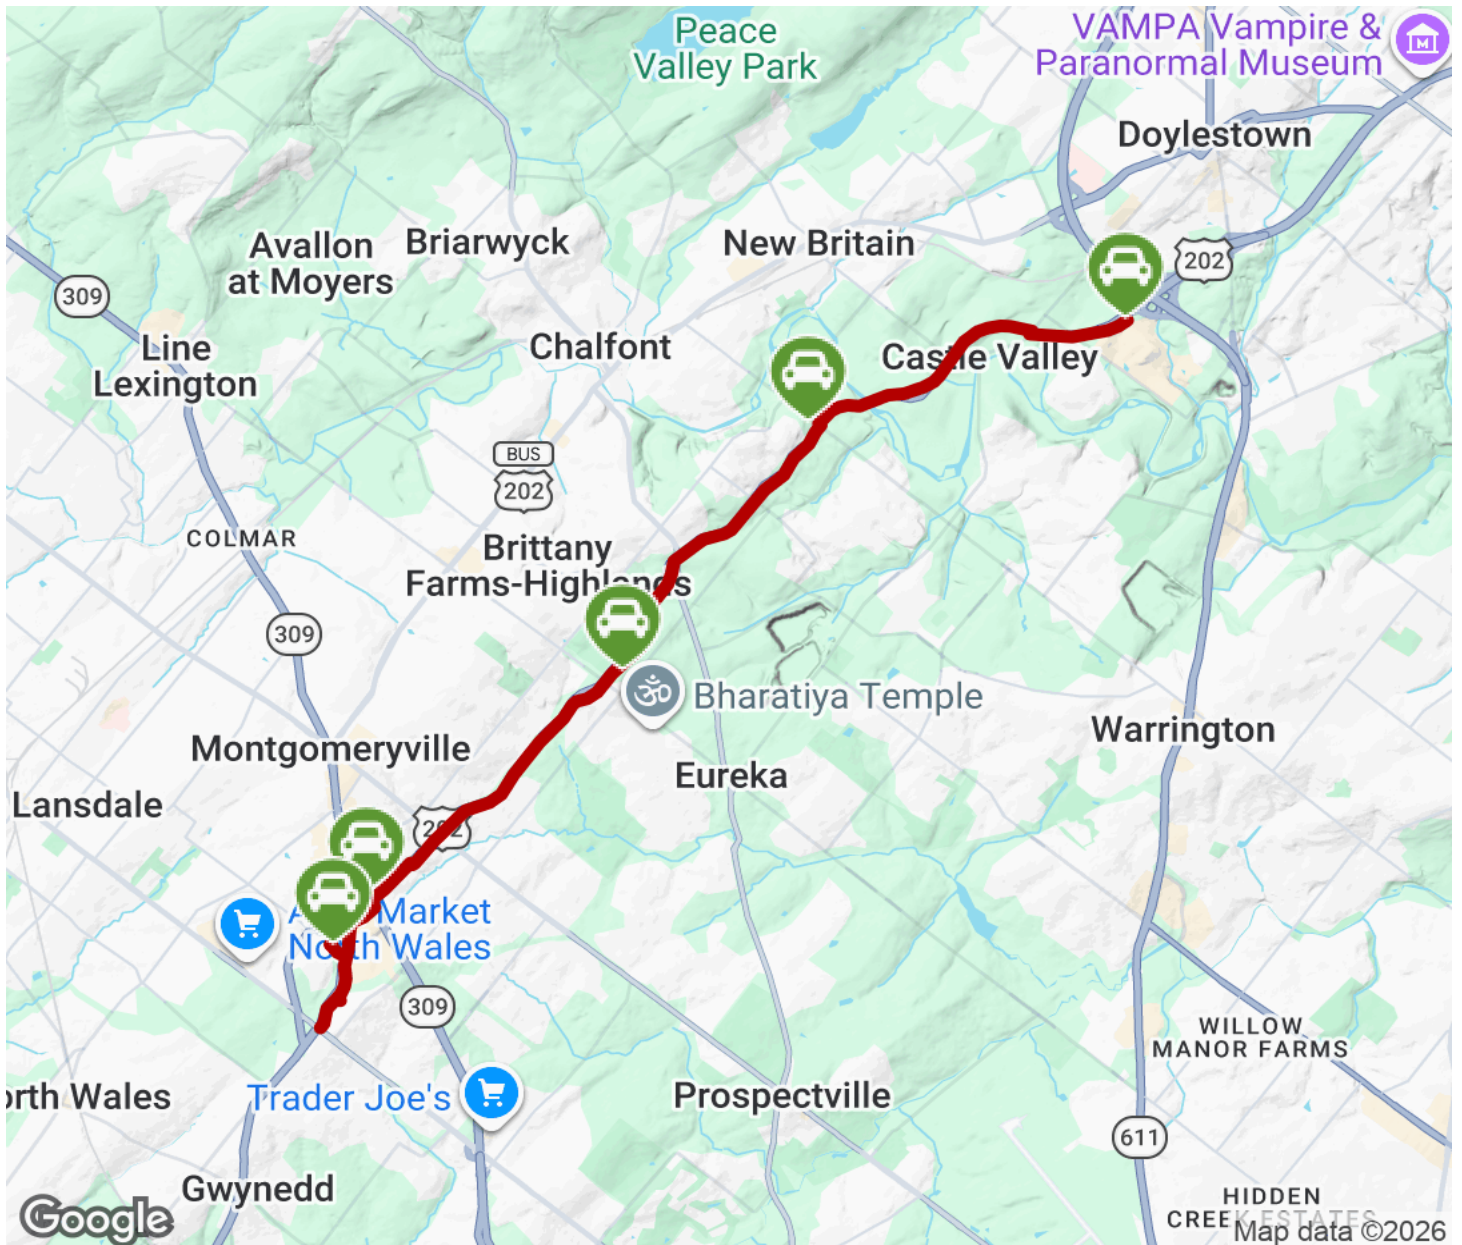 Peace
Valley Park
VAMPA Vampire &
Paranormal Museum
M
Doylestown
Avallon
at Moyers
Briarwyck
New Britain
202
309
Line
Lexington
Chalfont
Castle Valley
BUS
202
COLMAR
Brittany
Farms-Highlands
309
Bharatiya Temple
Montgomeryville
Warrington
Eureka
Lansdale
202
Market
North Wales
309
WILLOW
MANOR FARMS
orth Wales
Trader Joe's
Prospectville
611
Gwynedd
HIDDEN
CREEK ESTATES
Google
Map data ©2026